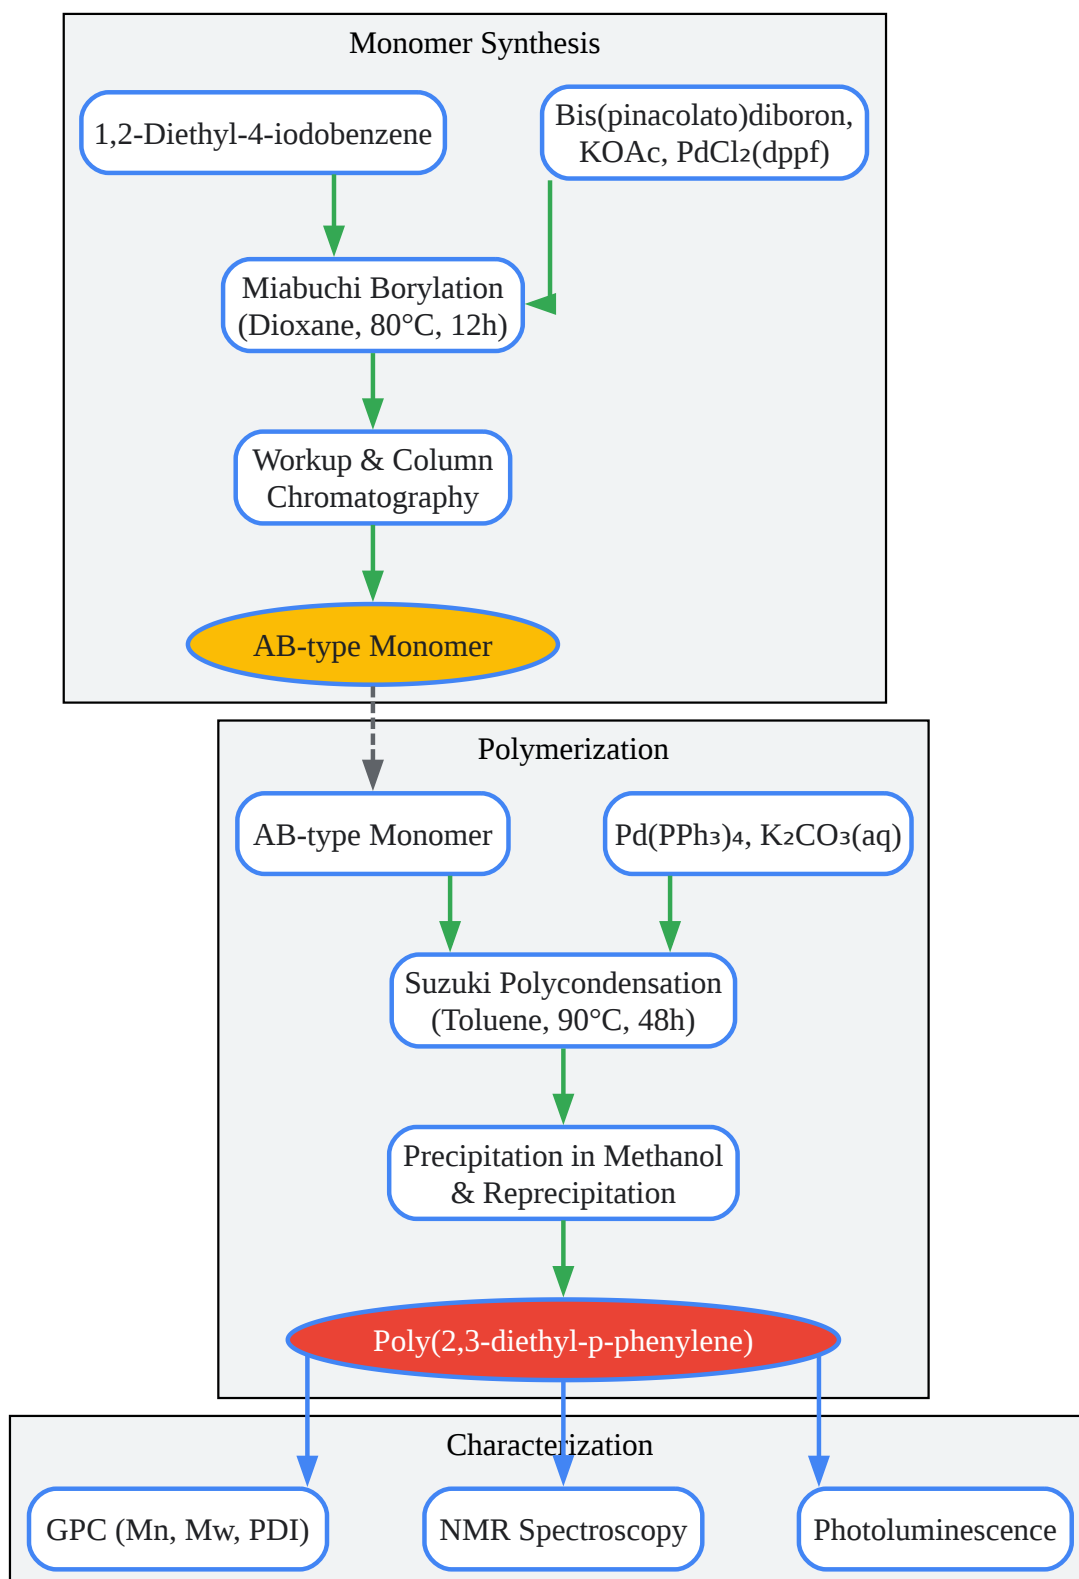 Monomer Synthesis
1,2-Diethyl-4-iodobenzene
Bis(pinacolato)diboron,
KOAc, PdCl₂(dppf)
Miabuchi Borylation
(Dioxane, 80°C, 12h)
Workup & Column
Chromatography
AB-type Monomer
Polymerization
AB-type Monomer
Pd(PPh₃)₄, K₂CO₃(aq)
Suzuki Polycondensation
(Toluene, 90°C, 48h)
Precipitation in Methanol
& Reprecipitation
Poly(2,3-diethyl-p-phenylene)
Characterization
GPC (Mn, Mw, PDI)
NMR Spectroscopy
Photoluminescence